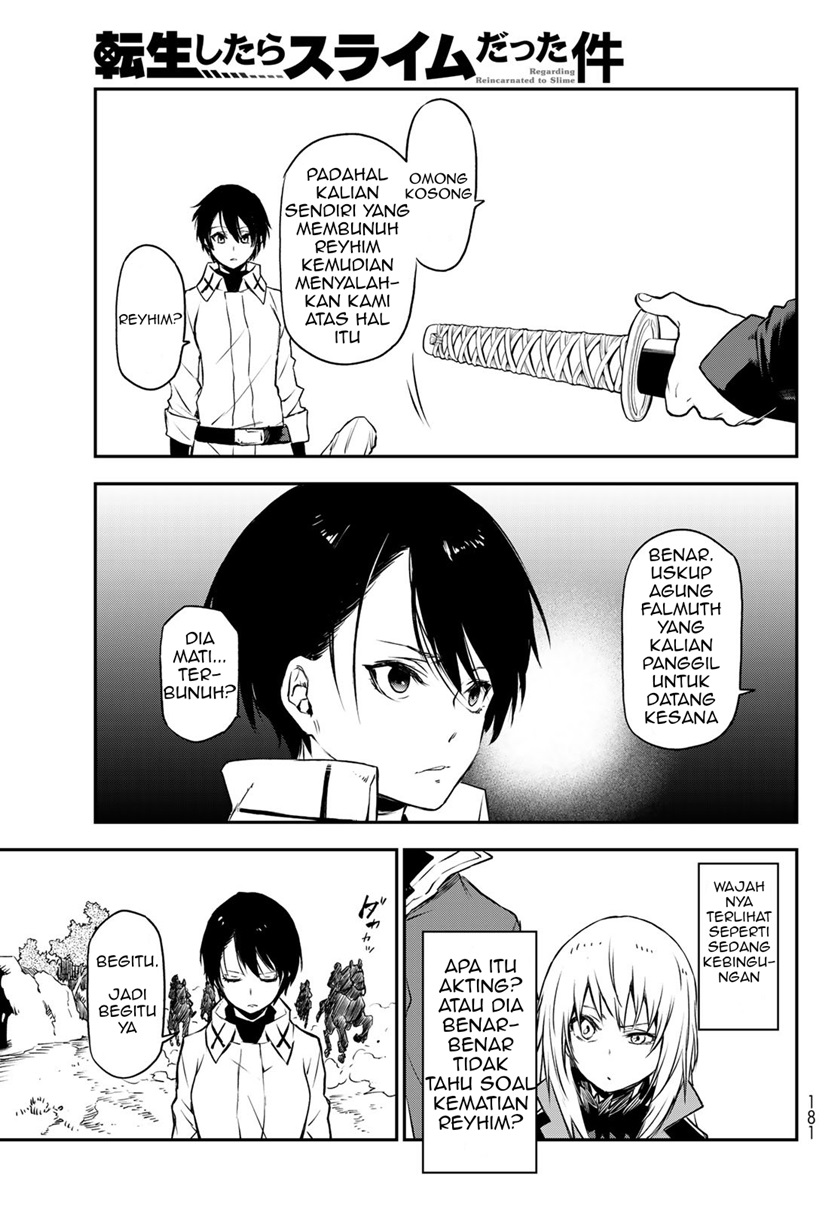 転生したらスライムだった件
Regarding
Reincarnated to Slime
OMONG
KOSONG
PADAHAL
KALIAN
SENDIRI YANG
MEMBUNUH
REYHIM
KEMUDIAN
MENYALAH-
KAN KAMI
ATAS HAL
ITU
REYHIM?
BENAR.
USKUP
AGUNG
FALMUTH
YANG
KALIAN
PANGGIL
UNTUK
DATANG
KESANA
DIA
MATI...
TER-
BUNUH?
WAJAH
NYA
TERLIHAT
SEPERTI
SEDANG
KEBINGU-
NGAN
APA ITU
AKTING?
ATAU DIA
BENAR-
BENAR
TIDAK
TAHU SOAL
KEMATIAN
REYHIM?
BEGITU.
JADI
BEGITU
YA
181